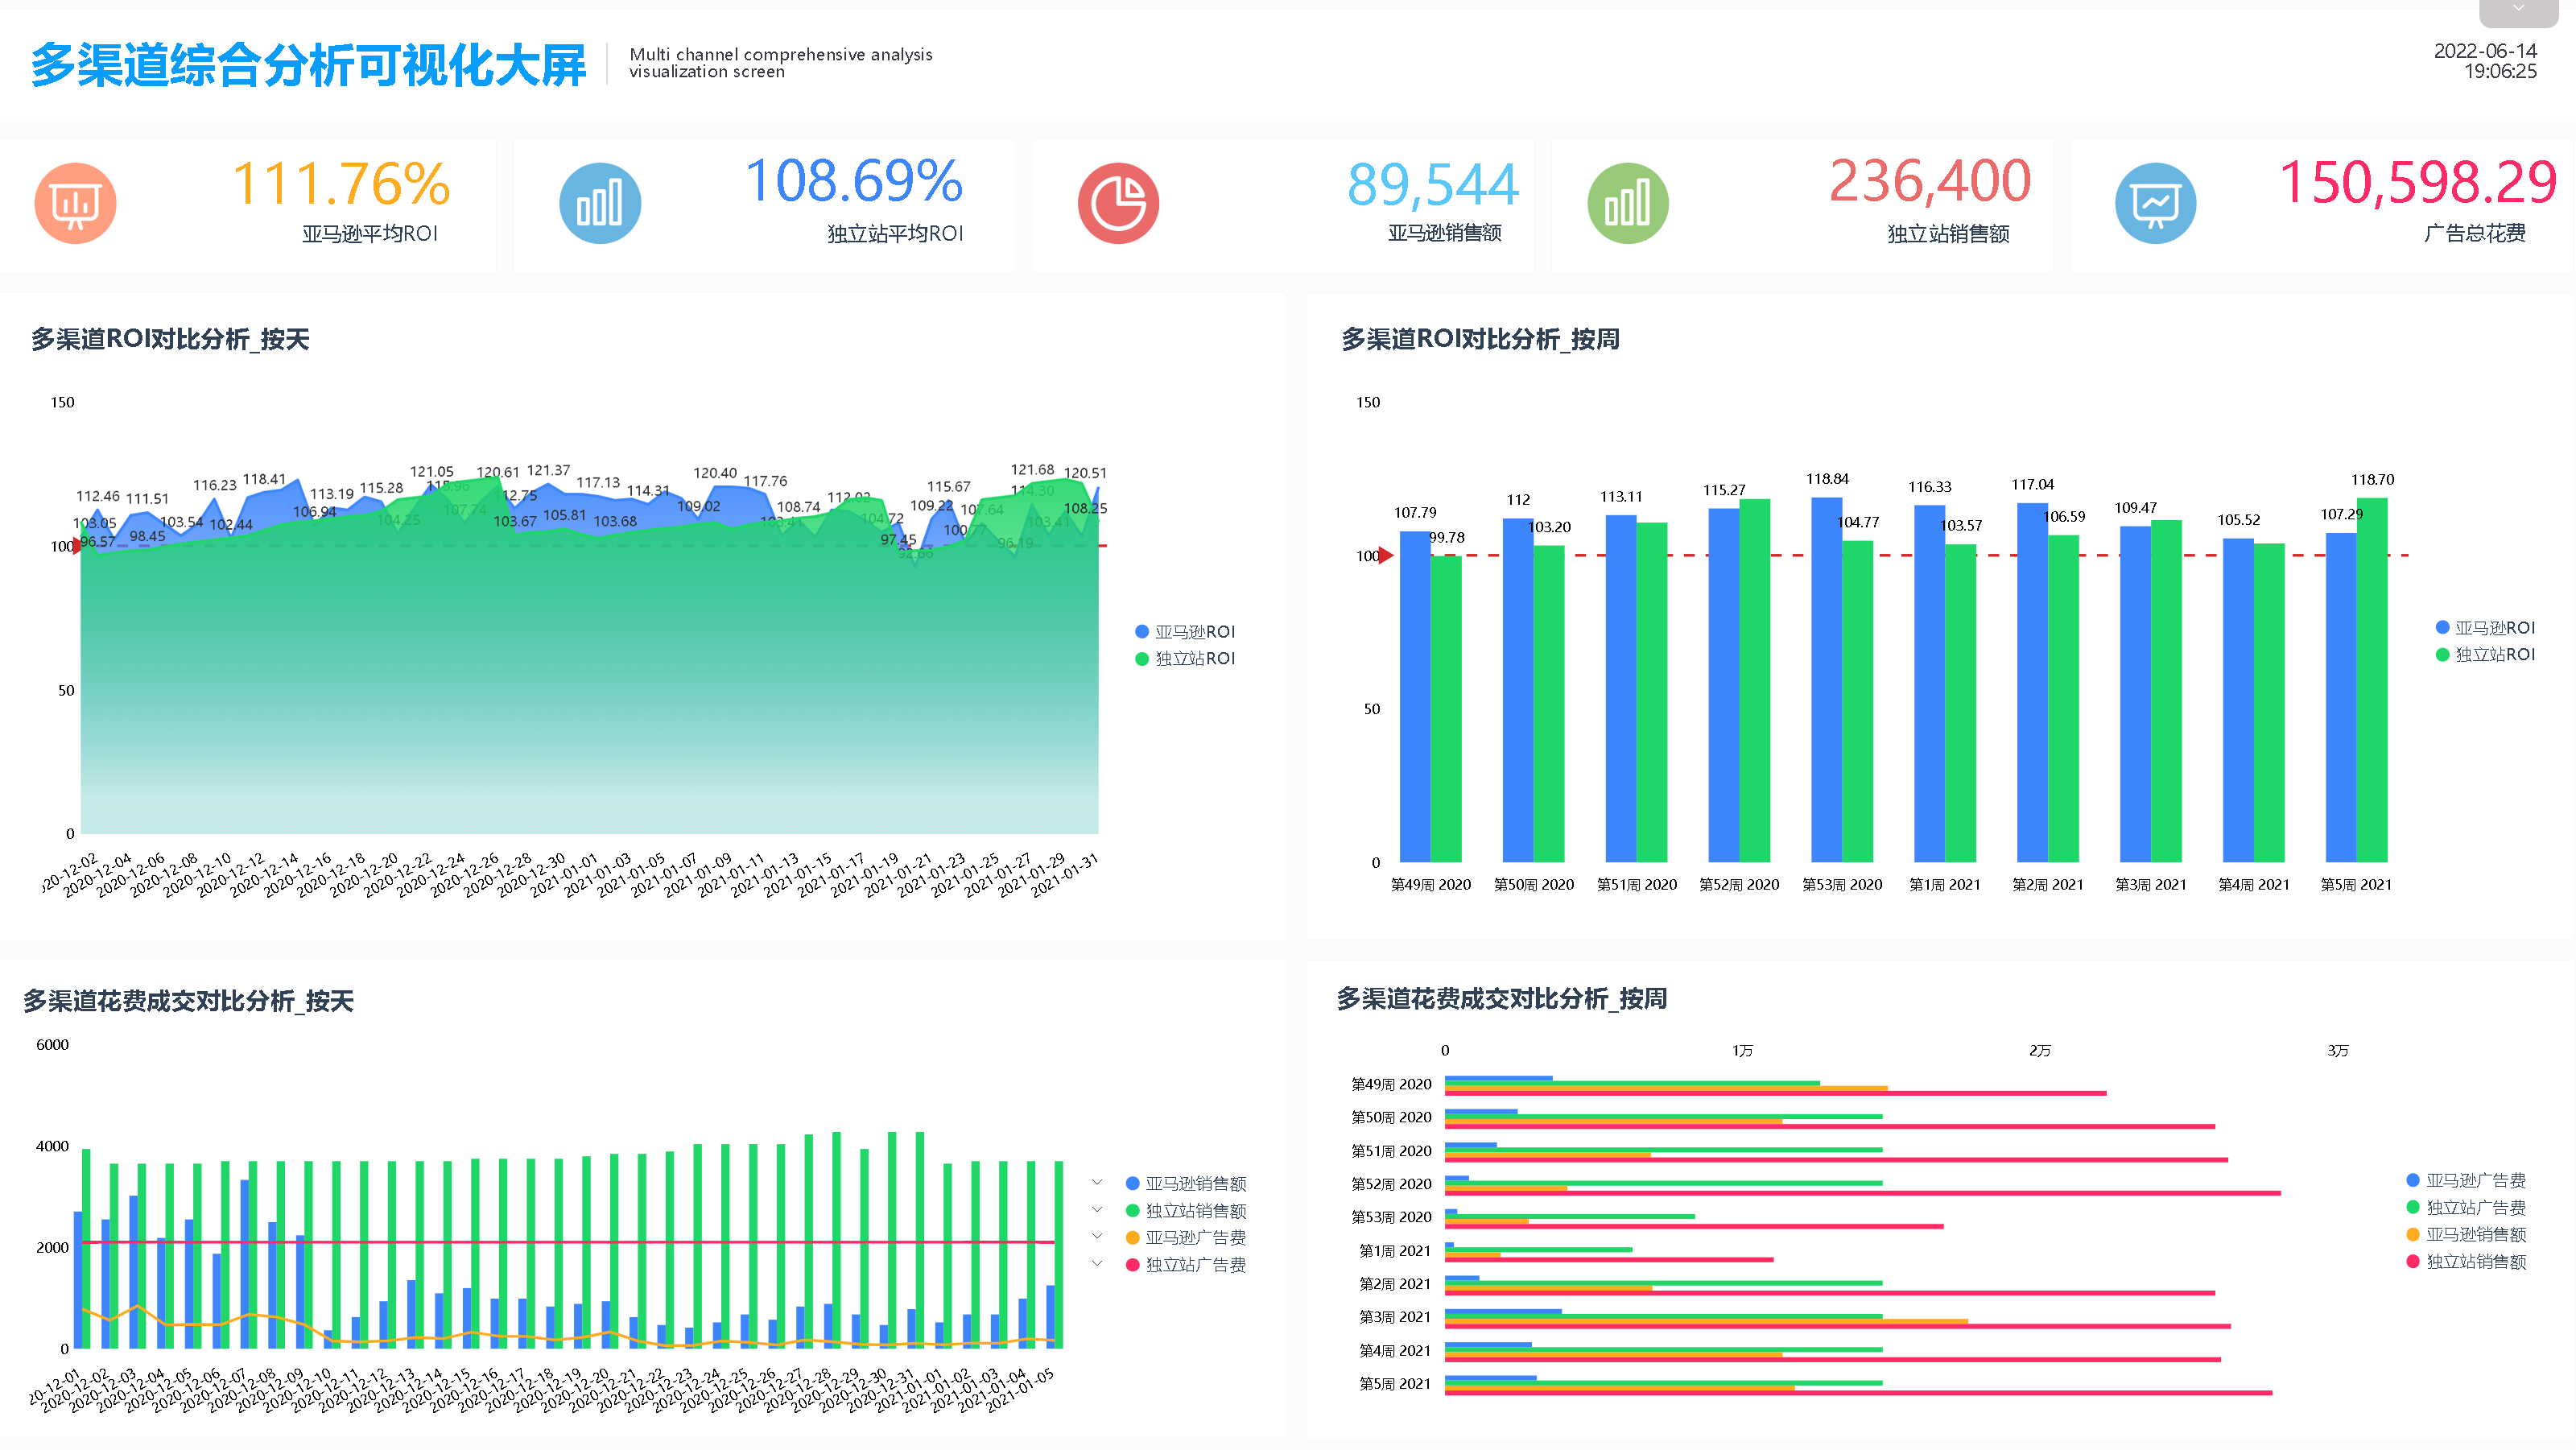 多渠道综合分析可视化大屏
Multi channel comprehensive analysis
visualization screen
2022-06-14
19:06:25
111.76%
亚马逊平均ROI
108.69%
独立站平均ROI
89,544
亚马逊销售额
236,400
独立站销售额
150,598.29
广告总花费
多渠道ROI对比分析_按天
150
100
50
0
112.46 111.51 116.23 118.41 113.19 115.28 121.05 120.61 121.37 117.13 114.31 120.40 117.76 108.74 112.02 109.22 115.67 121.68 120.51
103.05 103.54 102.44 106.94 104.25 115.96 107.74 112.75 109.02 103.41 104.72 107.64 114.30 108.25
96.57 98.45 103.67 105.81 103.68 97.45 100 96.19 103.41
2020-12-04 2020-12-06 2020-12-08 2020-12-10 2020-12-12 2020-12-14 2020-12-16 2020-12-18 2020-12-20 2020-12-22 2020-12-24 2020-12-26 2020-12-28 2020-12-30 2021-01-01 2021-01-03 2021-01-05 2021-01-07 2021-01-09 2021-01-11 2021-01-13 2021-01-15 2021-01-17 2021-01-19 2021-01-21 2021-01-23 2021-01-25 2021-01-27 2021-01-29 2021-01-31
亚马逊ROI
独立站ROI
多渠道ROI对比分析_按周
150
100
50
0
107.79 112 113.11 115.27 118.84 116.33 117.04 109.47 105.52 107.29
99.78 103.20 104.77 103.57 106.59 118.70
第49周 2020 第50周 2020 第51周 2020 第52周 2020 第53周 2020 第1周 2021 第2周 2021 第3周 2021 第4周 2021 第5周 2021
亚马逊ROI
独立站ROI
多渠道花费成交对比分析_按天
6000
4000
2000
0
20-12-01 2020-12-02 2020-12-03 2020-12-04 2020-12-05 2020-12-06 2020-12-07 2020-12-08 2020-12-09 2020-12-10 2020-12-11 2020-12-12 2020-12-13 2020-12-14 2020-12-15 2020-12-16 2020-12-17 2020-12-18 2020-12-19 2020-12-20 2020-12-21 2020-12-22 2020-12-23 2020-12-24 2020-12-25 2020-12-26 2020-12-27 2020-12-28 2020-12-29 2020-12-30 2020-12-31 2021-01-01 2021-01-02 2021-01-03 2021-01-04 2021-01-05
亚马逊销售额
独立站销售额
亚马逊广告费
独立站广告费
多渠道花费成交对比分析_按周
0 1万 2万 3万
第49周 2020
第50周 2020
第51周 2020
第52周 2020
第53周 2020
第1周 2021
第2周 2021
第3周 2021
第4周 2021
第5周 2021
亚马逊广告费
独立站广告费
亚马逊销售额
独立站销售额